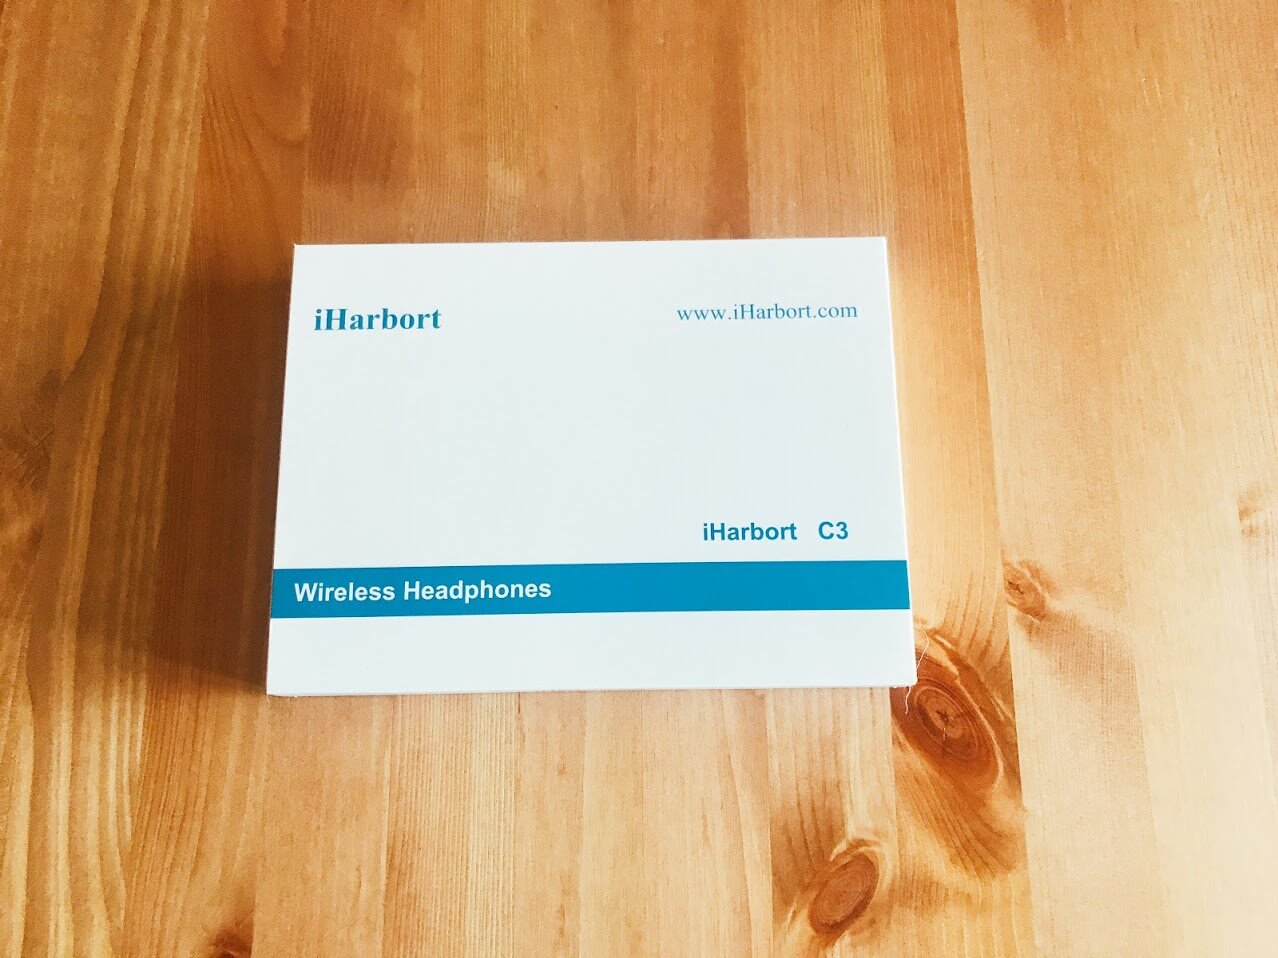 iHarbort
www.iHarbort.com
iHarbort C3
Wireless Headphones